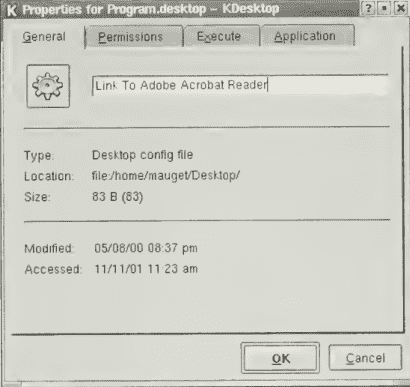 K Properties for Program.desktop – KDesktop ? ▪ ×
General Permissions Execute Application
Link To Adobe Acrobat Reader
Type: Desktop config file
Location: file:/home/mauget/Desktop/
Size: 83 B (83)
Modified: 05/08/00 08:37 pm
Accessed: 11/11/01 11:23 am
OK Cancel